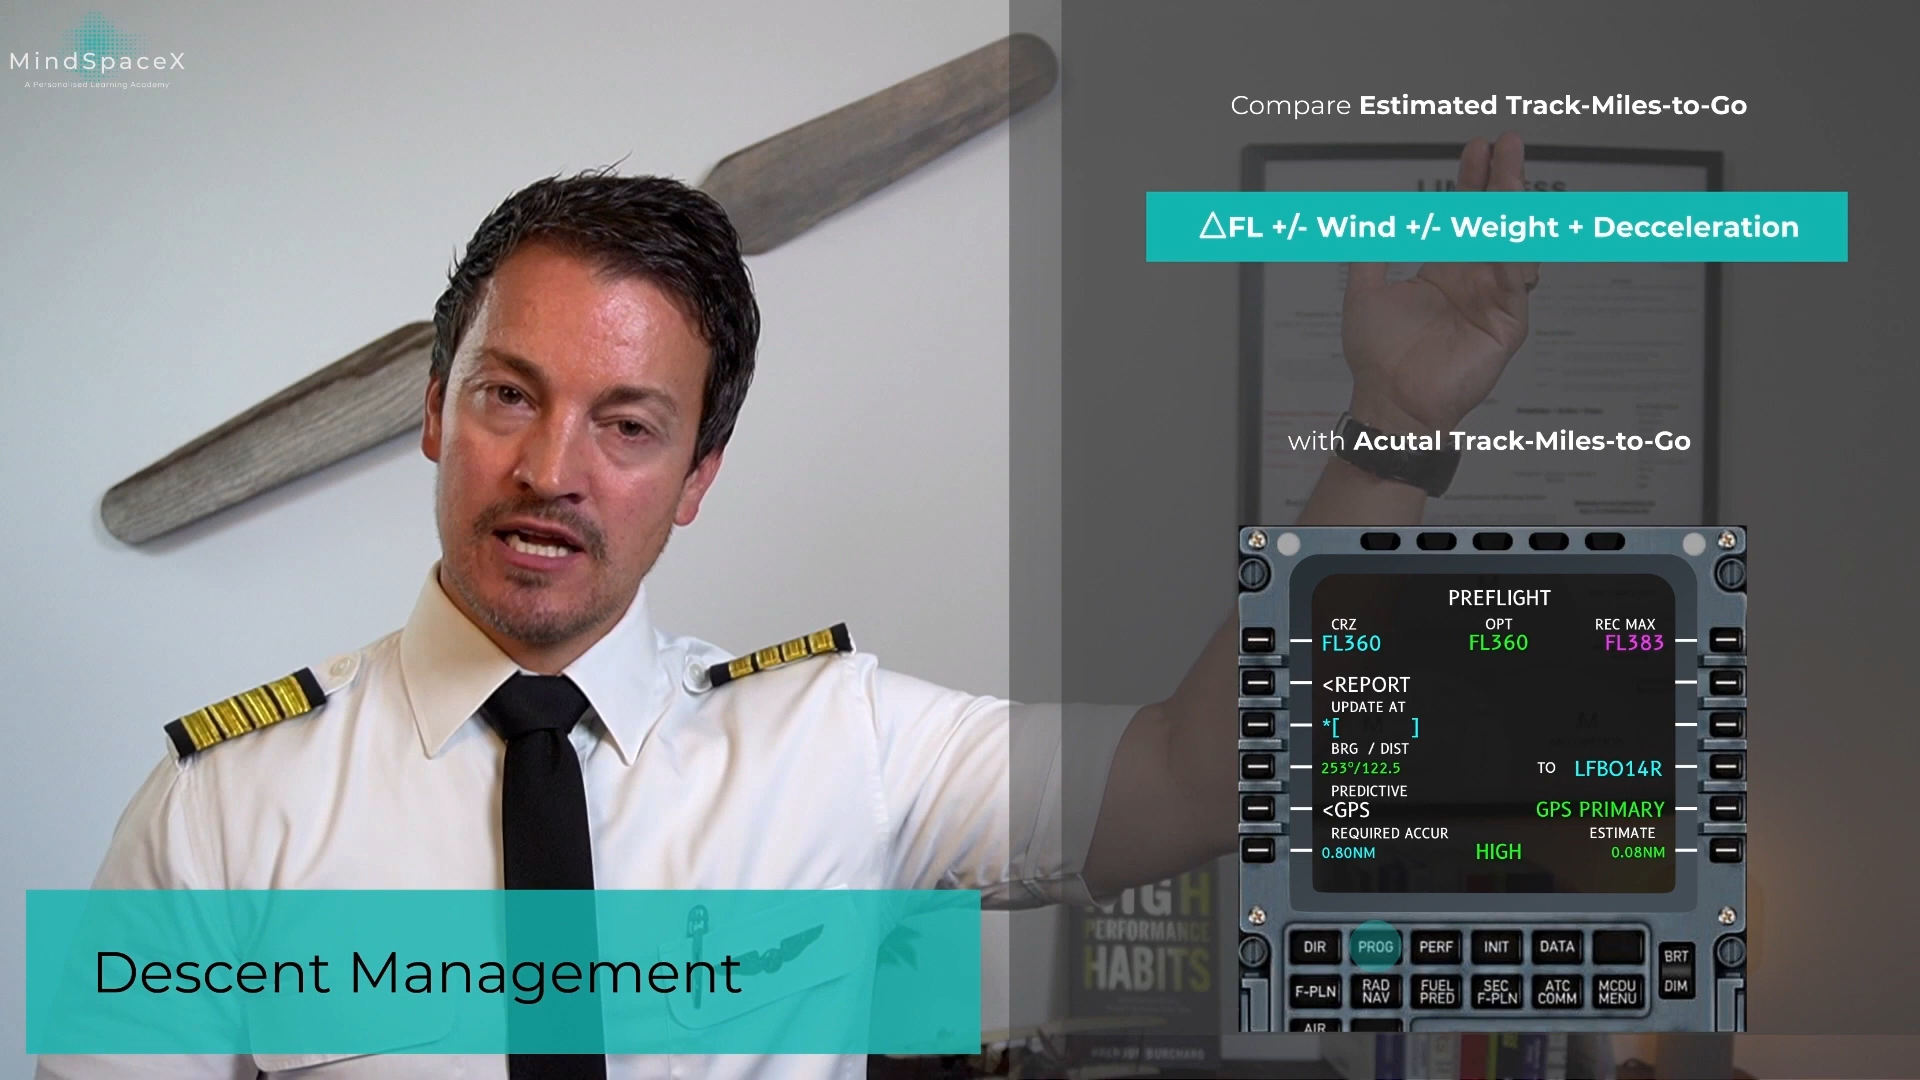 MindSpaceX
A Personalised Learning Academy
Compare Estimated Track-Miles-to-Go
△FL +/- Wind +/- Weight + Decceleration
with Acutal Track-Miles-to-Go
PREFLIGHT
CRZ OPT REC MAX
FL360 FL360 FL383
<REPORT
UPDATE AT
*[ ]
BRG / DIST
253°/122.5 TO LFBO14R
PREDICTIVE
<GPS GPS PRIMARY
REQUIRED ACCUR ESTIMATE
0.80NM HIGH 0.08NM
DIR PROG PERF INIT DATA
BRT
DIM
F-PLN RAD NAV FUEL PRED SEC F-PLN ATC COMM MCDU MENU
AIR
HIGH
PERFORMANCE
HABITS
Descent Management